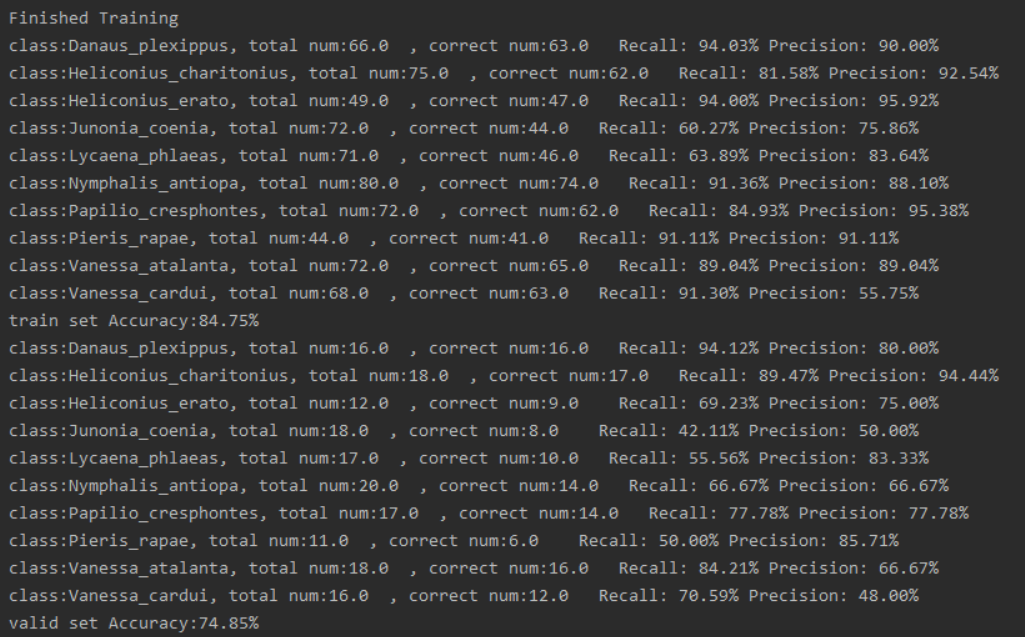 Finished Training
class:Danaus_plexippus, total num:66.0  , correct num:63.0   Recall: 94.03% Precision: 90.00%
class:Heliconius_charitonius, total num:75.0  , correct num:62.0   Recall: 81.58% Precision: 92.54%
class:Heliconius_erato, total num:49.0  , correct num:47.0   Recall: 94.00% Precision: 95.92%
class:Junonia_coenia, total num:72.0  , correct num:44.0   Recall: 60.27% Precision: 75.86%
class:Lycaena_phlaeas, total num:71.0  , correct num:46.0   Recall: 63.89% Precision: 83.64%
class:Nymphalis_antiopa, total num:80.0  , correct num:74.0   Recall: 91.36% Precision: 88.10%
class:Papilio_cresphontes, total num:72.0  , correct num:62.0   Recall: 84.93% Precision: 95.38%
class:Pieris_rapae, total num:44.0  , correct num:41.0   Recall: 91.11% Precision: 91.11%
class:Vanessa_atalanta, total num:72.0  , correct num:65.0   Recall: 89.04% Precision: 89.04%
class:Vanessa_cardui, total num:68.0  , correct num:63.0   Recall: 91.30% Precision: 55.75%
train set Accuracy:84.75%
class:Danaus_plexippus, total num:16.0  , correct num:16.0   Recall: 94.12% Precision: 80.00%
class:Heliconius_charitonius, total num:18.0  , correct num:17.0   Recall: 89.47% Precision: 94.44%
class:Heliconius_erato, total num:12.0  , correct num:9.0    Recall: 69.23% Precision: 75.00%
class:Junonia_coenia, total num:18.0  , correct num:8.0    Recall: 42.11% Precision: 50.00%
class:Lycaena_phlaeas, total num:17.0  , correct num:10.0   Recall: 55.56% Precision: 83.33%
class:Nymphalis_antiopa, total num:20.0  , correct num:14.0   Recall: 66.67% Precision: 66.67%
class:Papilio_cresphontes, total num:17.0  , correct num:14.0   Recall: 77.78% Precision: 77.78%
class:Pieris_rapae, total num:11.0  , correct num:6.0    Recall: 50.00% Precision: 85.71%
class:Vanessa_atalanta, total num:18.0  , correct num:16.0   Recall: 84.21% Precision: 66.67%
class:Vanessa_cardui, total num:16.0  , correct num:12.0   Recall: 70.59% Precision: 48.00%
valid set Accuracy:74.85%